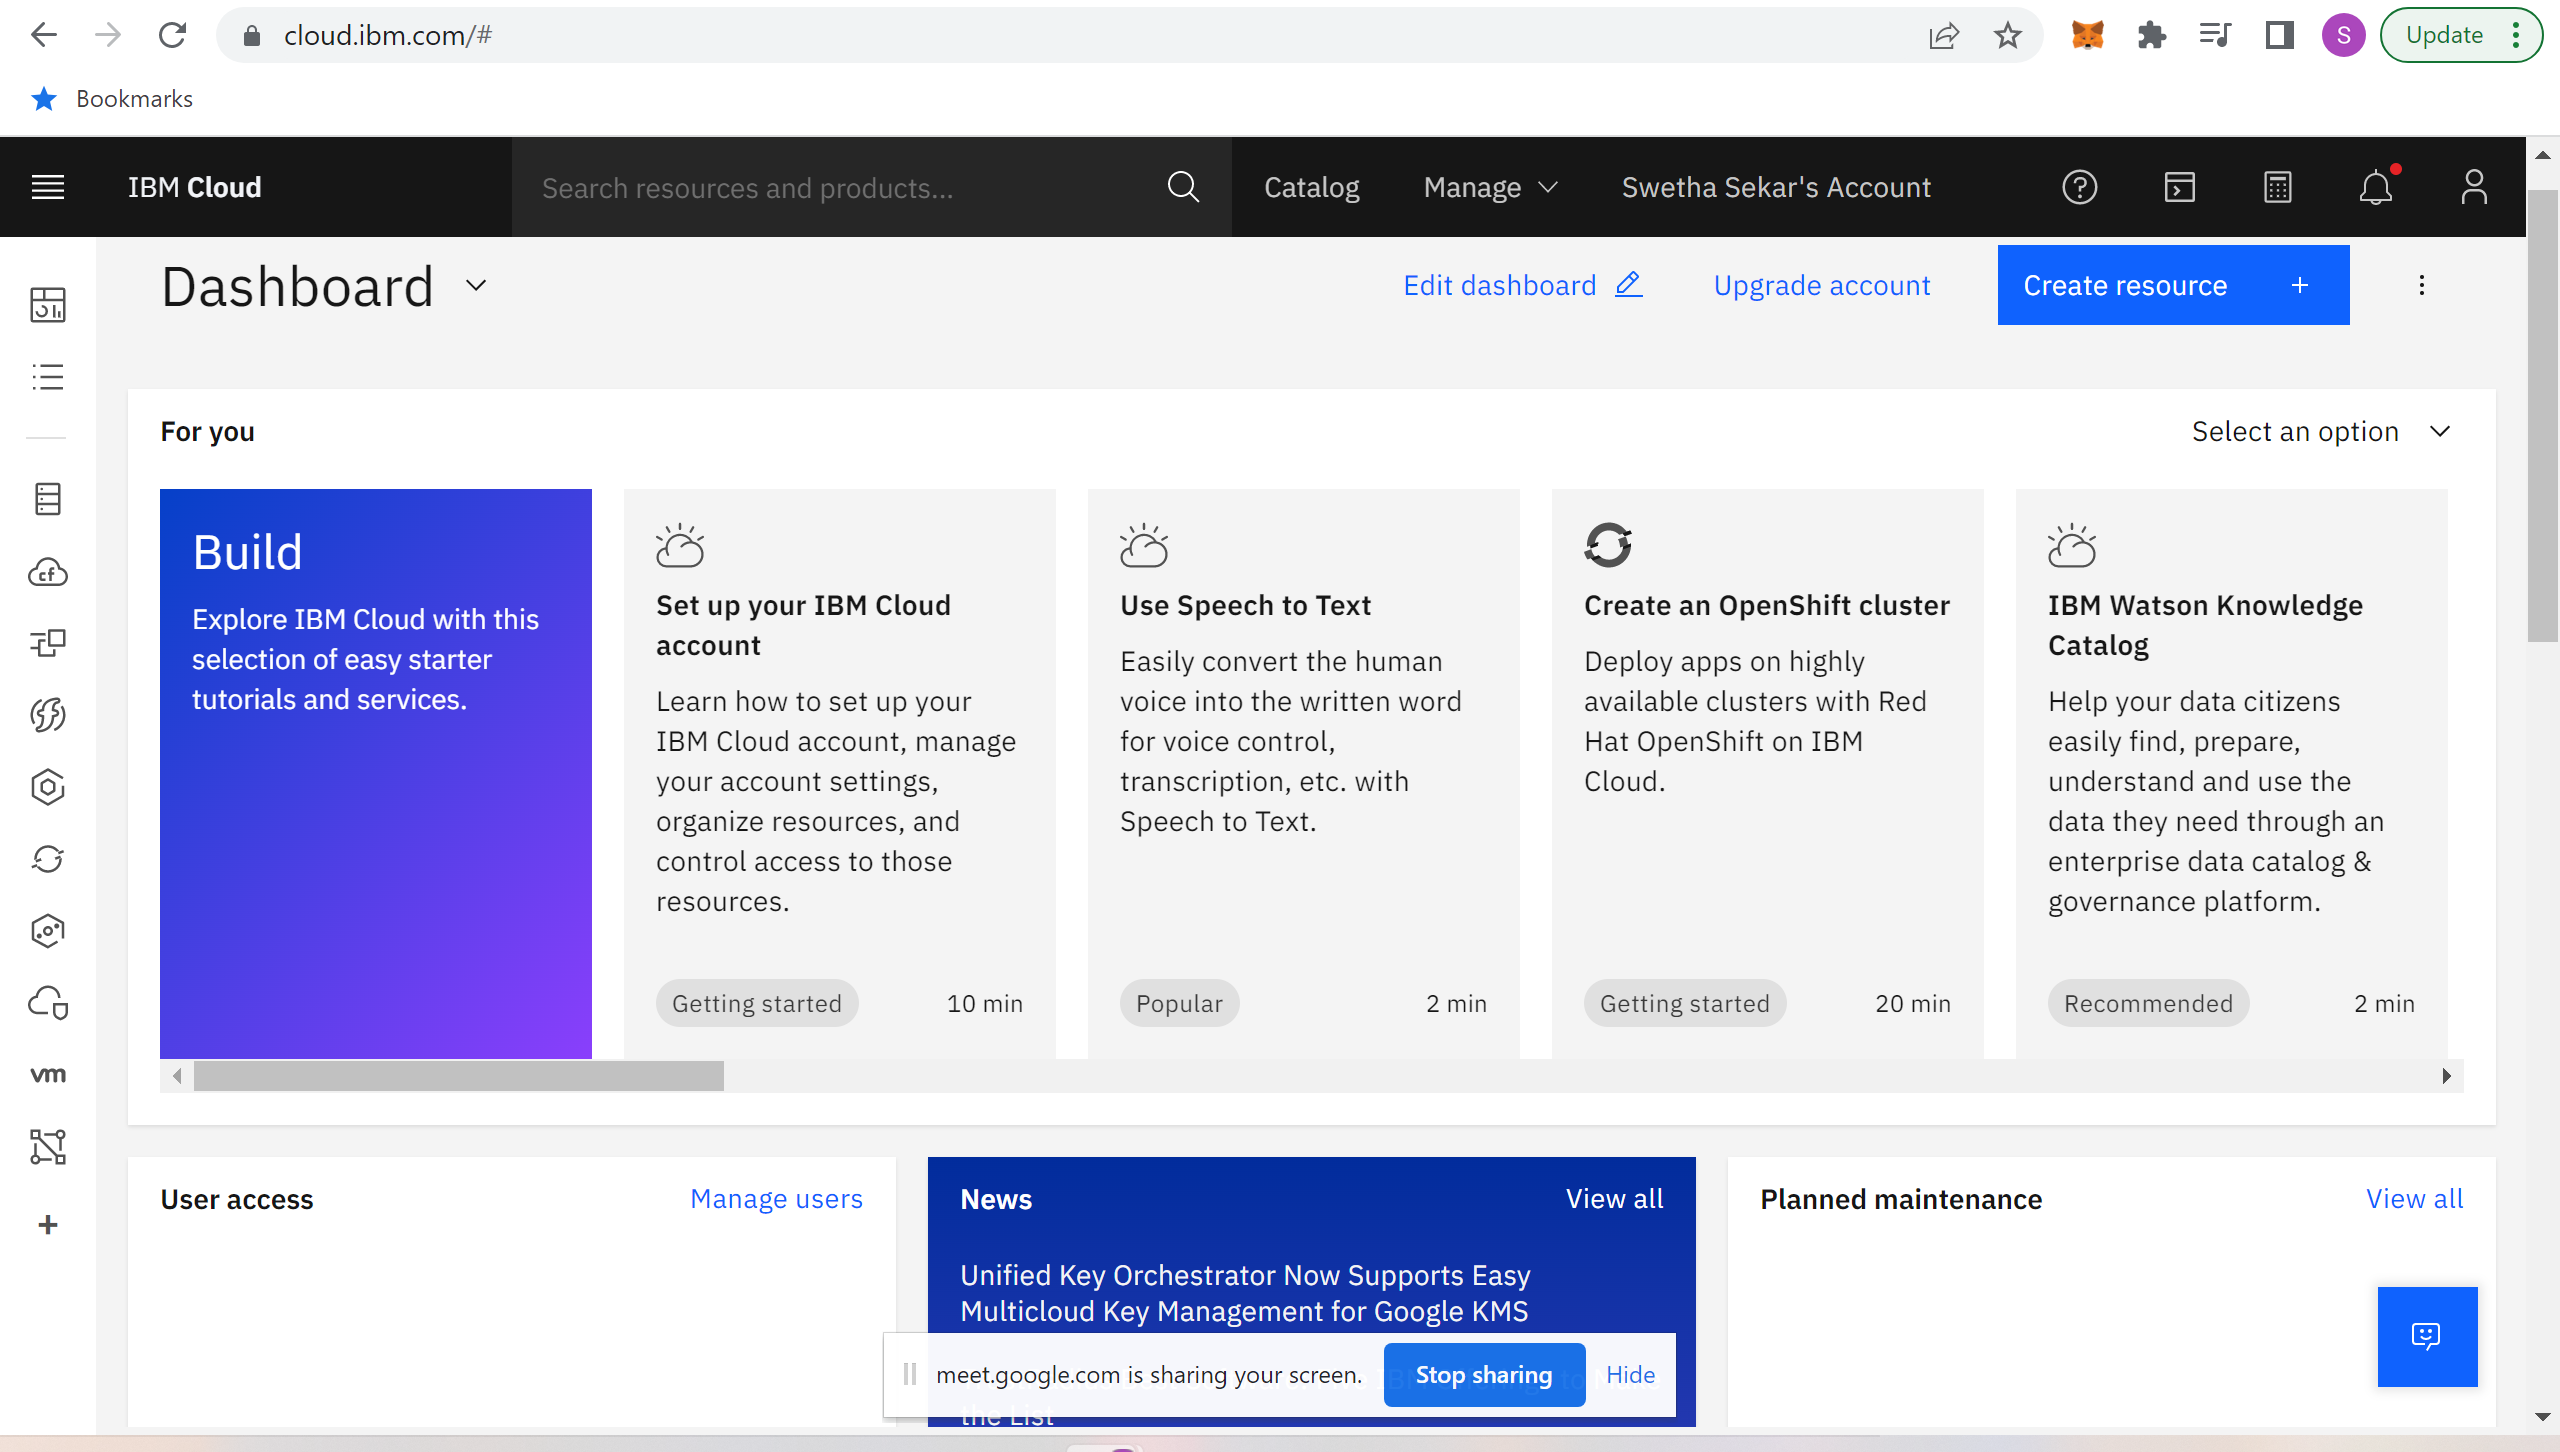 cloud.ibm.com/#
S
Update
Bookmarks
IBM Cloud
Search resources and products...
Catalog
Manage
Swetha Sekar's Account
Dashboard
Edit dashboard
Upgrade account
Create resource +
For you
Select an option
Build
Explore IBM Cloud with this
selection of easy starter
tutorials and services.
Set up your IBM Cloud
account
Learn how to set up your
IBM Cloud account, manage
your account settings,
organize resources, and
control access to those
resources.
Getting started
10 min
Use Speech to Text
Easily convert the human
voice into the written word
for voice control,
transcription, etc. with
Speech to Text.
Popular
2 min
Create an OpenShift cluster
Deploy apps on highly
available clusters with Red
Hat OpenShift on IBM
Cloud.
Getting started
20 min
IBM Watson Knowledge
Catalog
Help your data citizens
easily find, prepare,
understand and use the
data they need through an
enterprise data catalog &
governance platform.
Recommended
2 min
cf
vm
User access
Manage users
News
View all
Unified Key Orchestrator Now Supports Easy
Multicloud Key Management for Google KMS
the List
Planned maintenance
View all
meet.google.com is sharing your screen.
Stop sharing
Hide